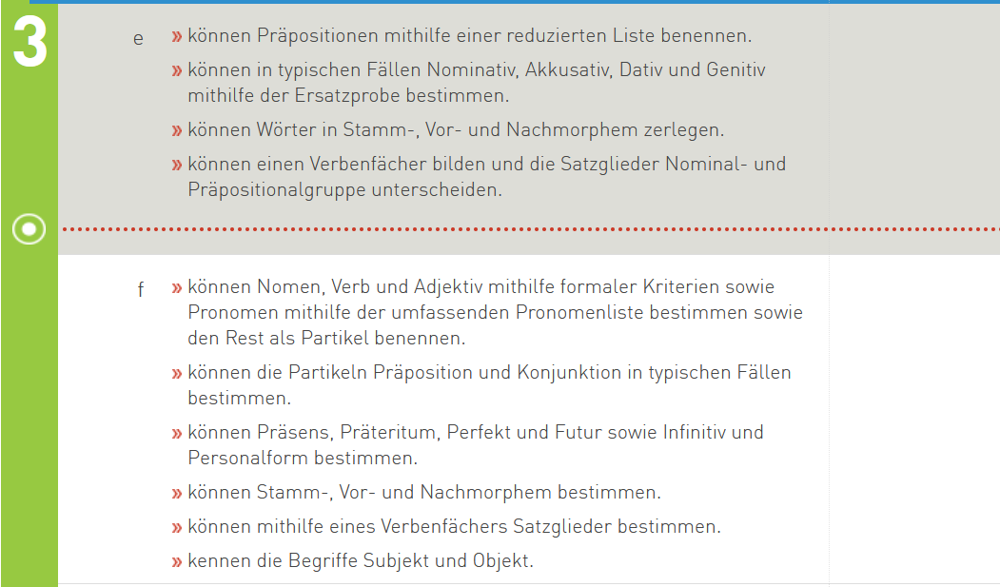 3
e » können Präpositionen mithilfe einer reduzierten Liste benennen.
» können in typischen Fällen Nominativ, Akkusativ, Dativ und Genitiv
mithilfe der Ersatzprobe bestimmen.
» können Wörter in Stamm-, Vor- und Nachmorphem zerlegen.
» können einen Verbenfächer bilden und die Satzglieder Nominal- und
Präpositionalgruppe unterscheiden.
f » können Nomen, Verb und Adjektiv mithilfe formaler Kriterien sowie
Pronomen mithilfe der umfassenden Pronomenliste bestimmen sowie
den Rest als Partikel benennen.
» können die Partikeln Präposition und Konjunktion in typischen Fällen
bestimmen.
» können Präsens, Präteritum, Perfekt und Futur sowie Infinitiv und
Personalform bestimmen.
» können Stamm-, Vor- und Nachmorphem bestimmen.
» können mithilfe eines Verbenfächers Satzglieder bestimmen.
» kennen die Begriffe Subjekt und Objekt.